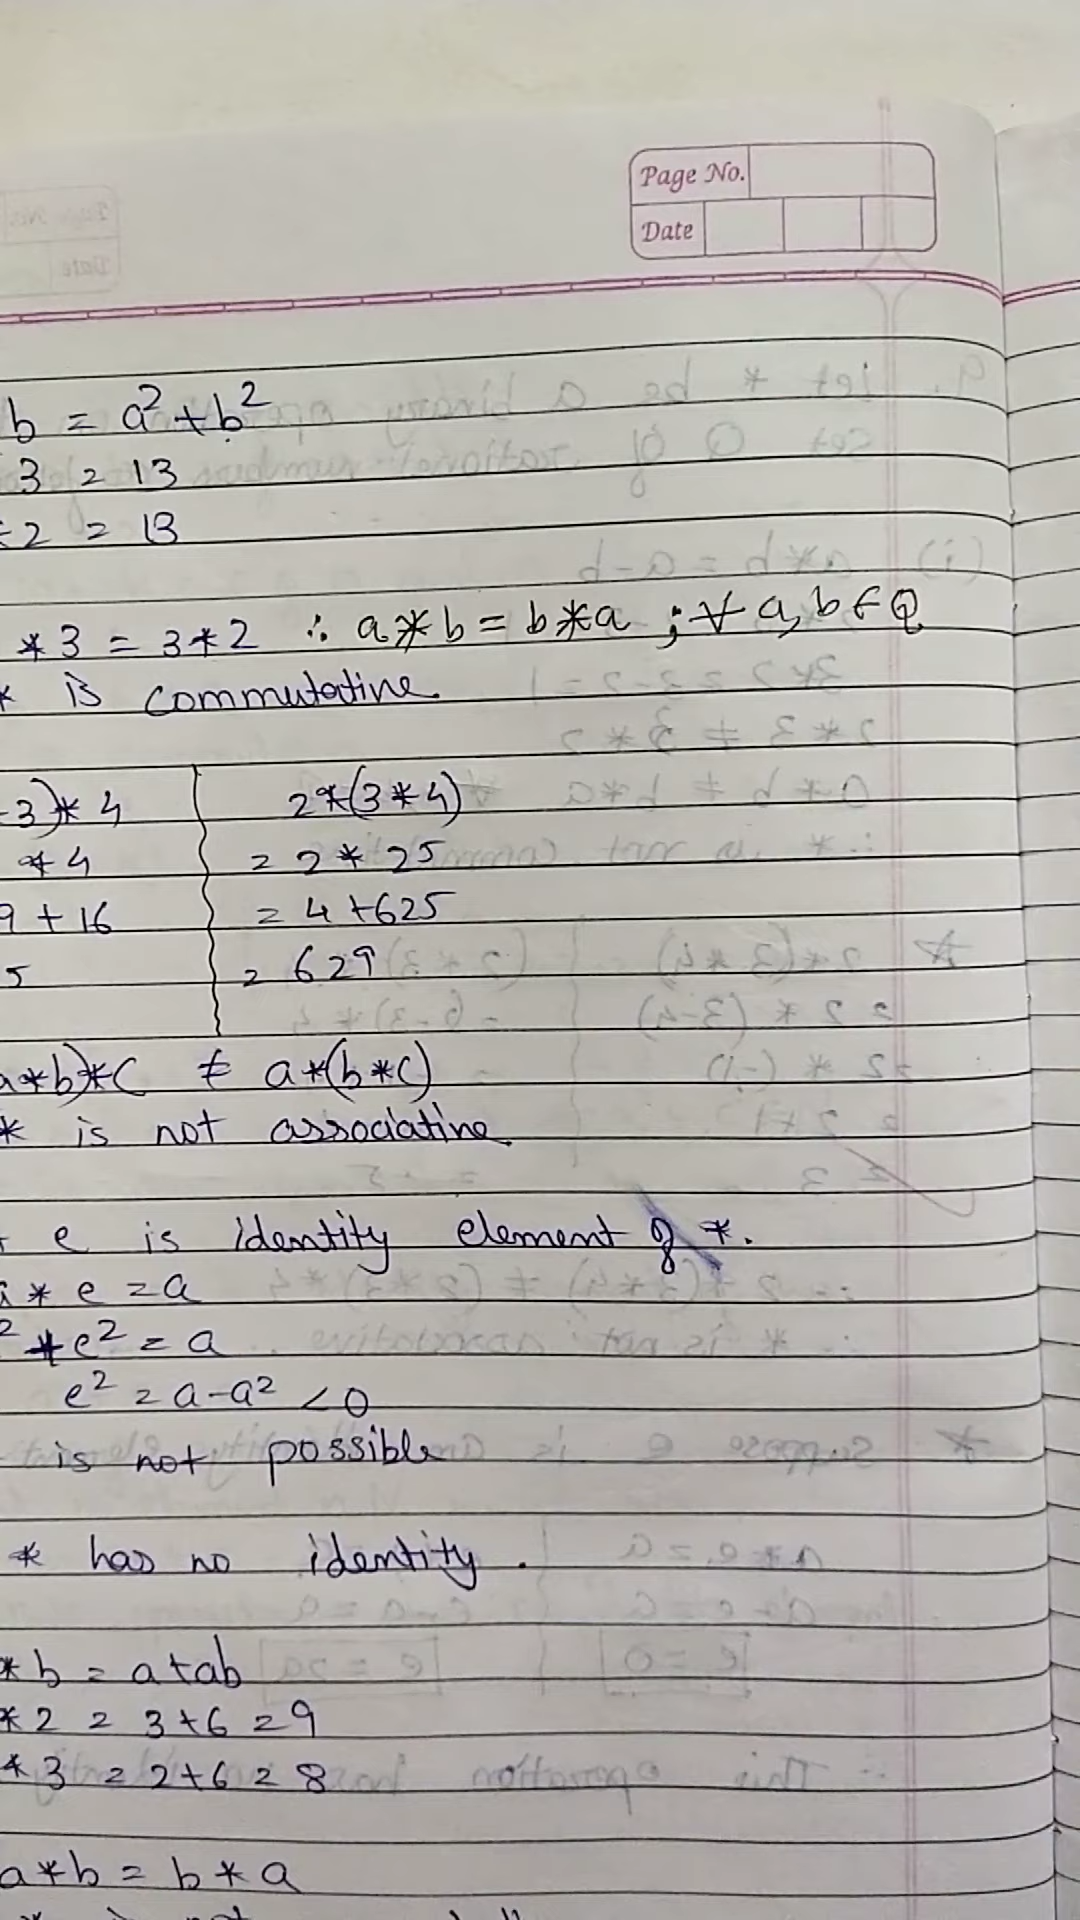 Page No.
Date
b = a² + b²
3 = 13
2 = 13
* 3 = 3 * 2 ∴ a * b = b * a ; ∀ a, b ∈ Q
* is commutative.
3) * 4
* 4
9 + 16
5
2 * (3 * 4)
= 2 * 25
= 4 + 625
= 629
a * b) * c ≠ a * (b * c)
* is not associative.
e is identity element of *.
* e = a
² + e² = a
e² = a - a² < 0
is not possible
* has no identity.
* b = a + ab
* 2 = 3 + 6 = 9
* 3 = 2 + 6 = 8
a * b = b * a